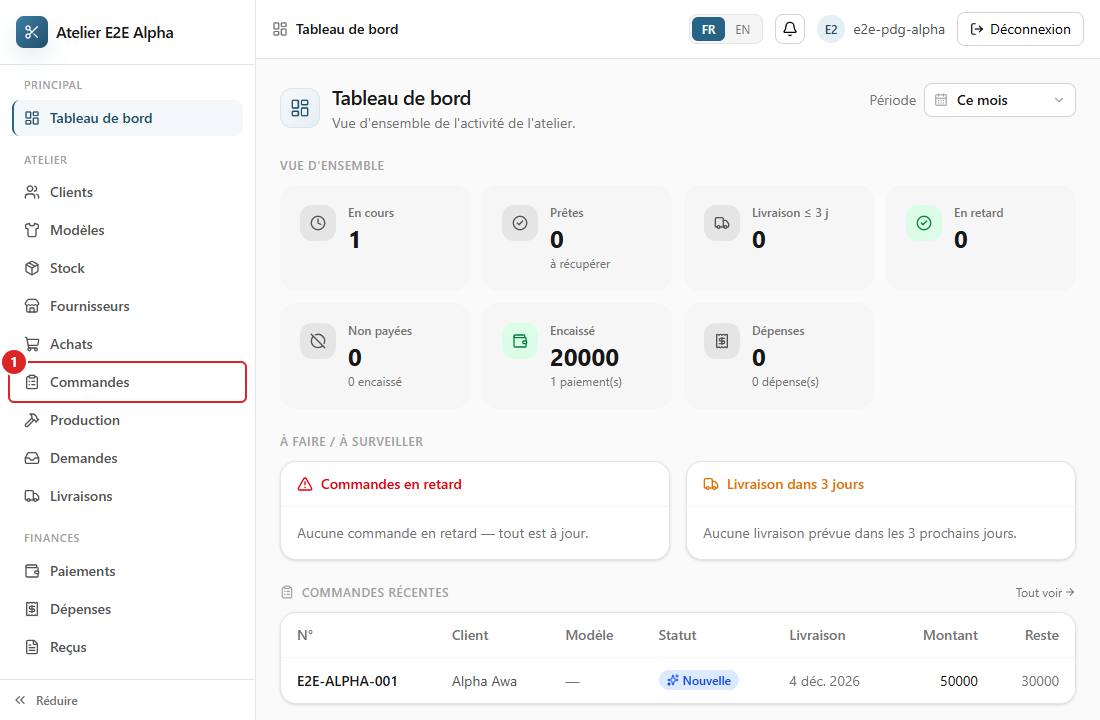 Atelier E2E Alpha
Tableau de bord
FR
EN
E2
e2e-pdg-alpha
Déconnexion
PRINCIPAL
Tableau de bord
ATELIER
Clients
Modèles
Stock
Fournisseurs
Achats
1
Commandes
Production
Demandes
Livraisons
FINANCES
Paiements
Dépenses
Reçus
Réduire
Tableau de bord
Vue d'ensemble de l'activité de l'atelier.
Période
Ce mois
VUE D'ENSEMBLE
En cours
1
Prêtes
0
à récupérer
Livraison ≤ 3 j
0
En retard
0
Non payées
0
0 encaissé
Encaissé
20000
1 paiement(s)
Dépenses
0
0 dépense(s)
À FAIRE / À SURVEILLER
Commandes en retard
Aucune commande en retard — tout est à jour.
Livraison dans 3 jours
Aucune livraison prévue dans les 3 prochains jours.
COMMANDES RÉCENTES
Tout voir →
N° Client Modèle Statut Livraison Montant Reste
E2E-ALPHA-001 Alpha Awa — Nouvelle 4 déc. 2026 50000 30000